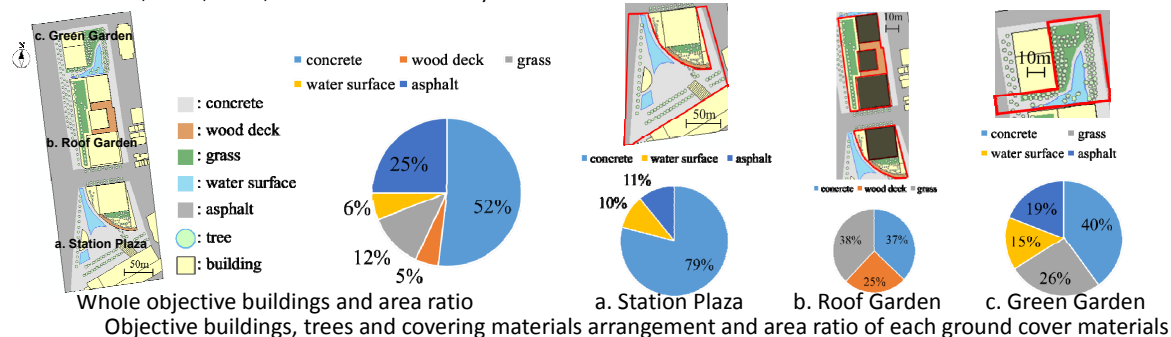 c. Green Garden
b. Roof Garden
a. Station Plaza
50m
: concrete
: wood deck
: grass
: water surface
: asphalt
: tree
: building
concrete
wood deck
grass
water surface
asphalt
25%
6%
52%
12%
5%
Whole objective buildings and area ratio
50m
concrete
water surface
asphalt
11%
10%
79%
a. Station Plaza
10m
concrete
wood deck
grass
38%
37%
25%
b. Roof Garden
10m
concrete
grass
water surface
asphalt
19%
40%
15%
26%
c. Green Garden
Objective buildings, trees and covering materials arrangement and area ratio of each ground cover materials